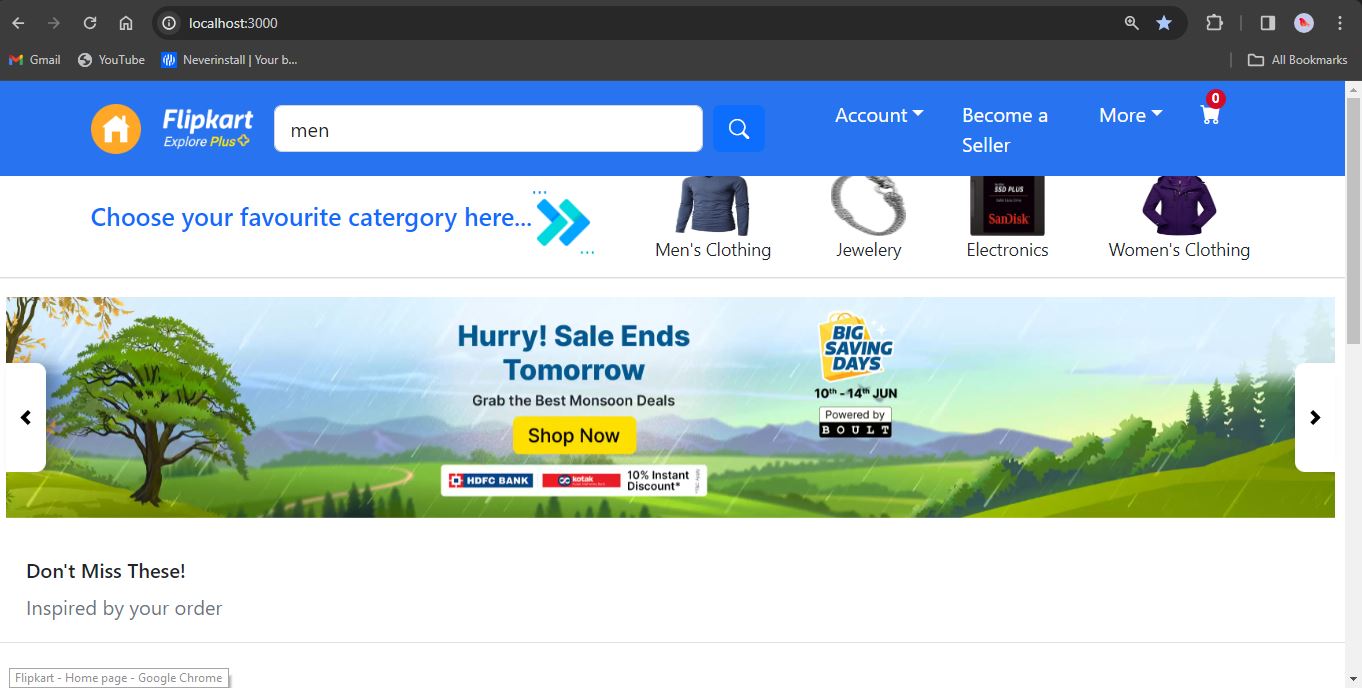 localhost:3000
Gmail
YouTube
Neverinstall | Your b...
All Bookmarks
Flipkart
Explore Plus
men
Account
Become a
Seller
More
0
Choose your favourite catergory here...
SSD PLUS
SanDisk
Men's Clothing
Jewelery
Electronics
Women's Clothing
Hurry! Sale Ends
Tomorrow
Grab the Best Monsoon Deals
Shop Now
HDFC BANK
kotak
10% Instant
Discount*
BIG
SAVING
DAYS
10th - 14th JUN
Powered by
BOULT
Don't Miss These!
Inspired by your order
Flipkart - Home page - Google Chrome